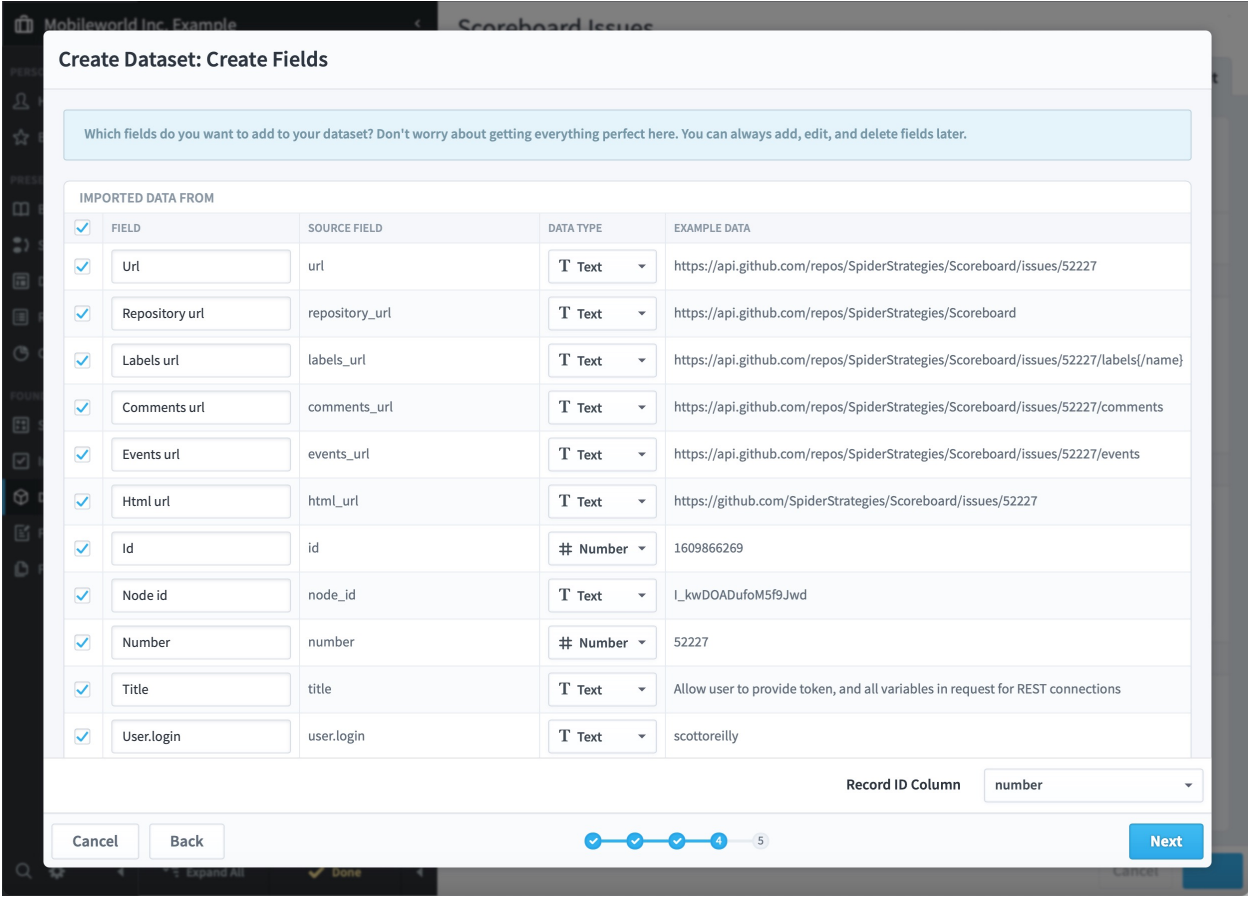 Mobileworld Inc. Example
Scoreboard Issues
Create Dataset: Create Fields
Which fields do you want to add to your dataset? Don't worry about getting everything perfect here. You can always add, edit, and delete fields later.
IMPORTED DATA FROM
FIELD SOURCE FIELD DATA TYPE EXAMPLE DATA
Url url T Text https://api.github.com/repos/SpiderStrategies/Scoreboard/issues/52227
Repository url repository_url T Text https://api.github.com/repos/SpiderStrategies/Scoreboard
Labels url labels_url T Text https://api.github.com/repos/SpiderStrategies/Scoreboard/issues/52227/labels{/name}
Comments url comments_url T Text https://api.github.com/repos/SpiderStrategies/Scoreboard/issues/52227/comments
Events url events_url T Text https://api.github.com/repos/SpiderStrategies/Scoreboard/issues/52227/events
Html url html_url T Text https://github.com/SpiderStrategies/Scoreboard/issues/52227
Id id # Number 1609866269
Node id node_id T Text I_kwDOADufoM5f9Jwd
Number number # Number 52227
Title title T Text Allow user to provide token, and all variables in request for REST connections
User.login user.login T Text scottoreilly
Record ID Column number
Cancel Back 4 5 Next
Expand All Done Cancel